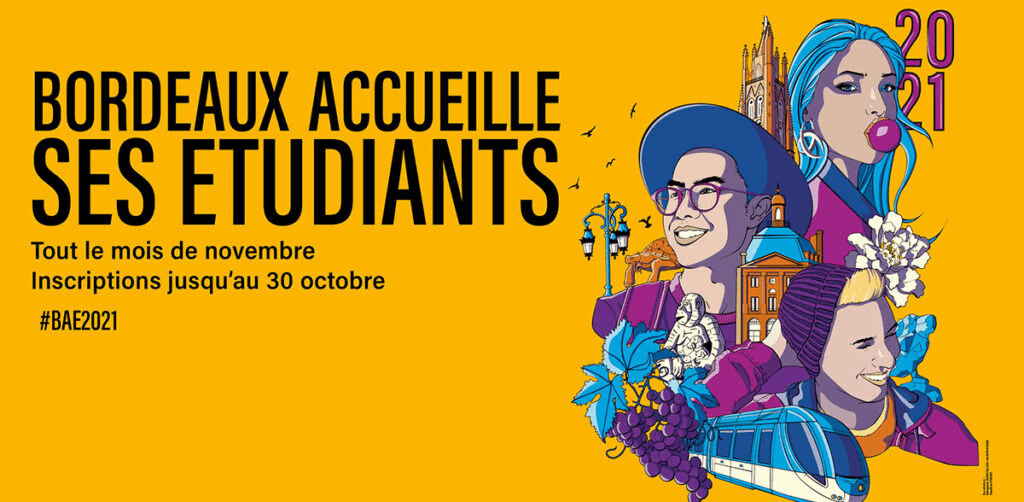 BORDEAUX ACCUEILLE
SES ETUDIANTS
Tout le mois de novembre
Inscriptions jusqu'au 30 octobre
#BAE2021
20
21